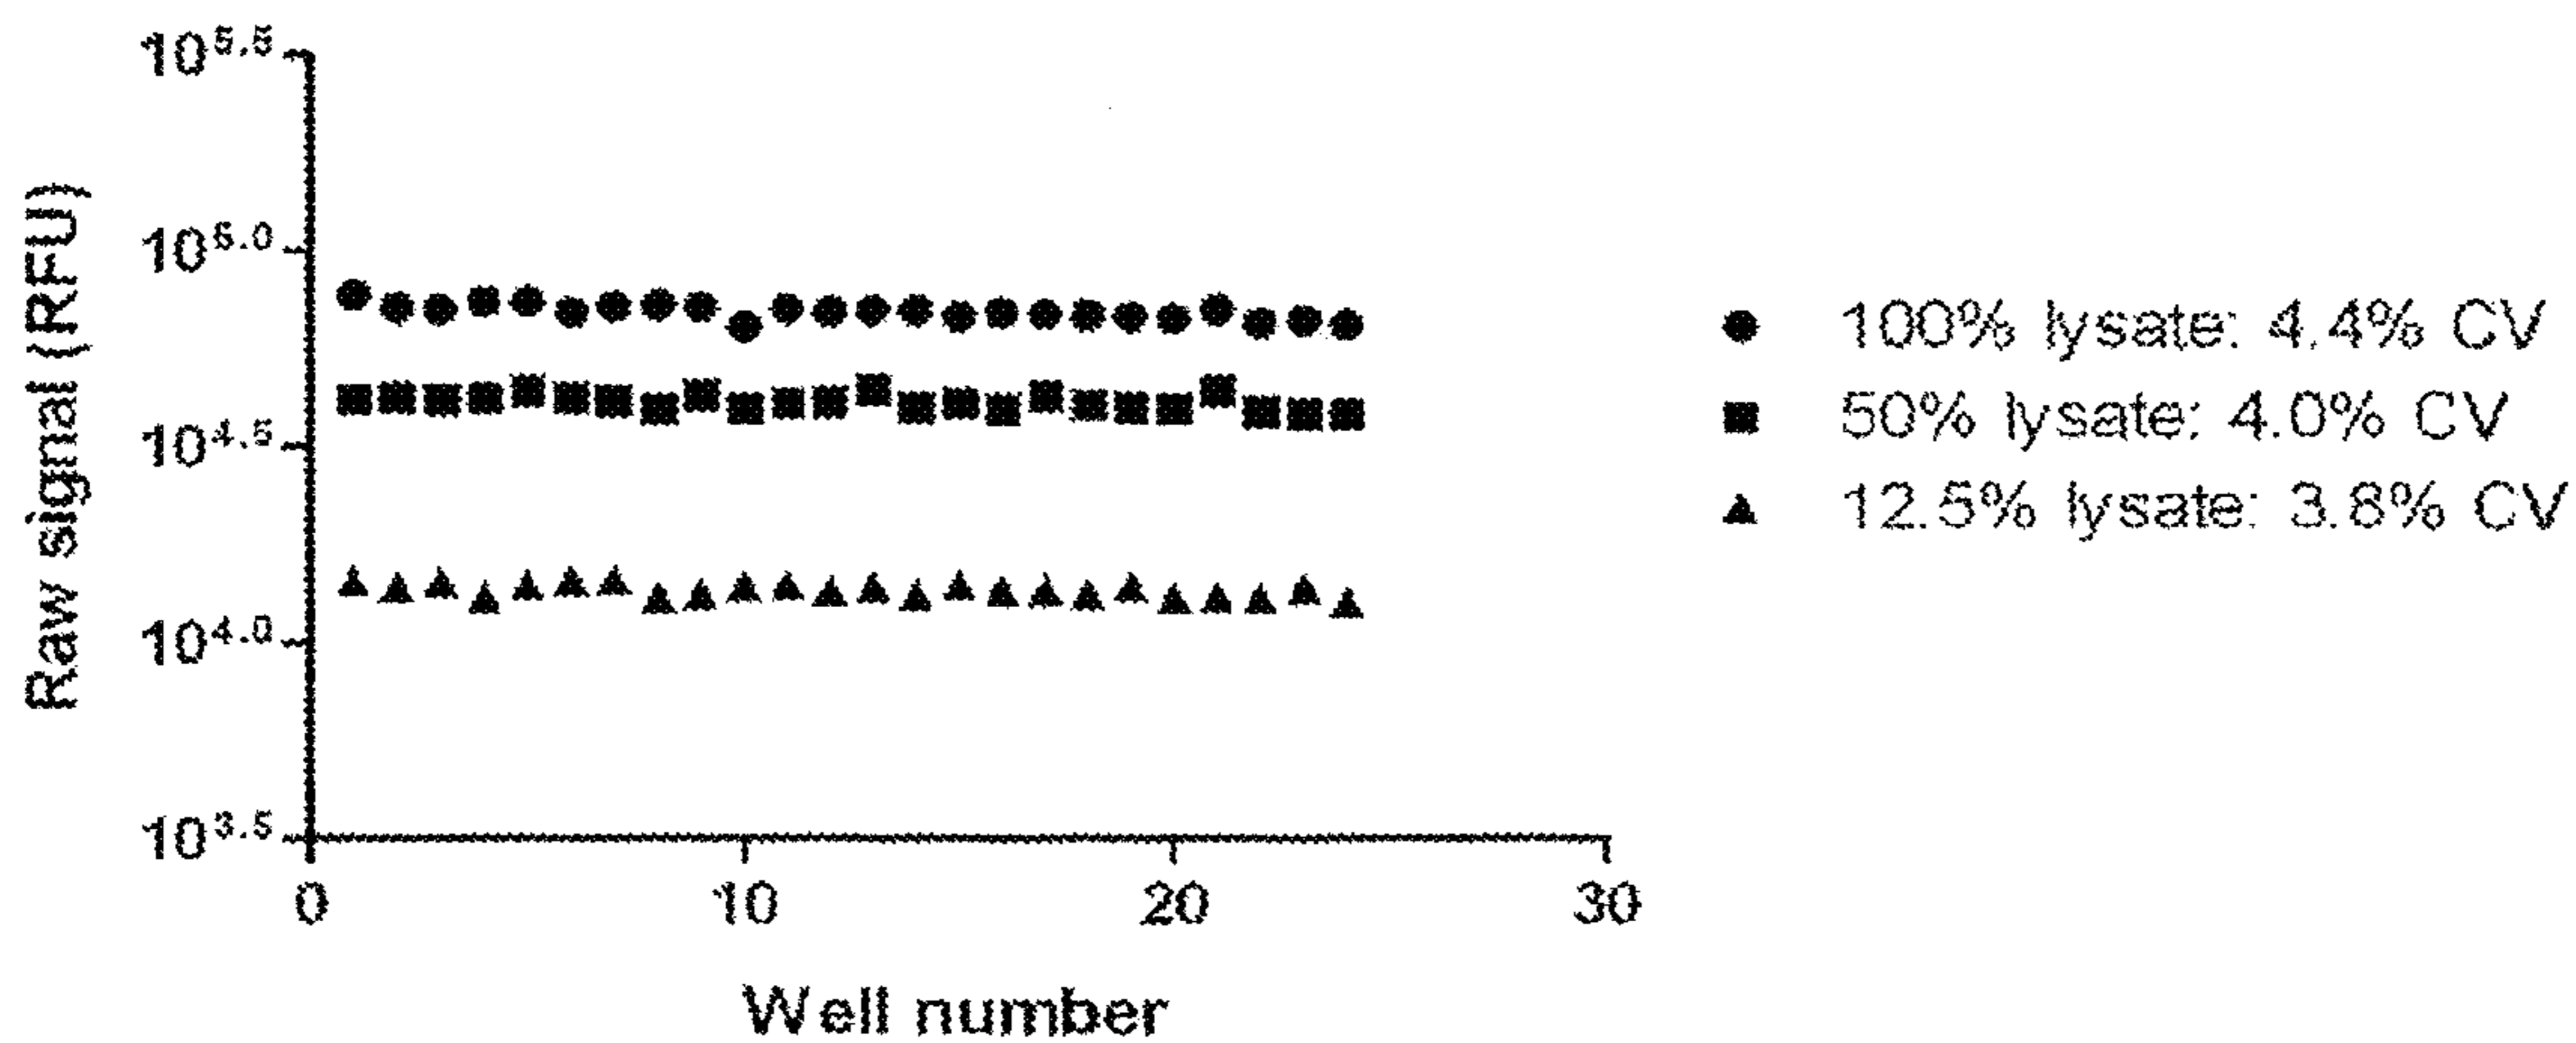 Raw signal (RFU)
10^5.5
10^5.0
10^4.5
10^4.0
10^3.5
0 10 20 30
Well number
100% lysate: 4.4% CV
50% lysate: 4.0% CV
12.5% lysate: 3.8% CV